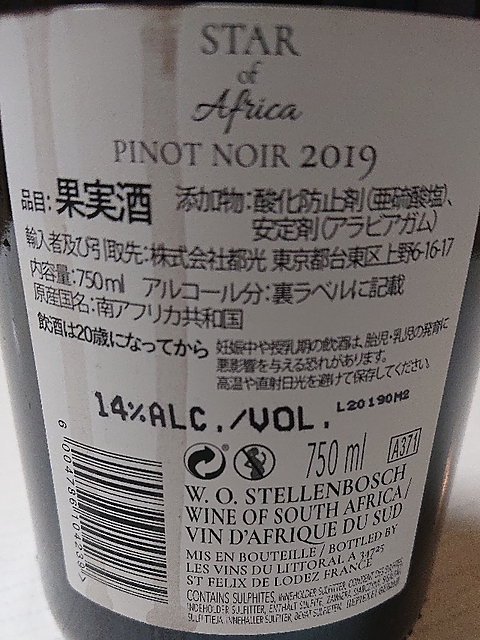 STAR
of
Africa
PINOT NOIR 2019
品目:果実酒 添加物:酸化防止剤(亜硫酸塩)、
安定剤(アラビアガム)
輸入者及び引取先:株式会社都光 東京都台東区上野6-16-17
内容量:750ml アルコール分:裏ラベルに記載
原産国名:南アフリカ共和国
飲酒は20歳になってから 妊娠中や授乳期の飲酒は、胎児・乳児の発育に
悪影響を与える恐れがあります。
高温や直射日光を避けて保存してください。
14%ALC./VOL. L20190M2
750 ml A371
W. O. STELLENBOSCH
WINE OF SOUTH AFRICA/
VIN D'AFRIQUE DU SUD
MIS EN BOUTEILLE / BOTTLED BY
LES VINS DU LITTORAL A 34725
ST FELIX DE LODEZ FRANCE
CONTAINS SULPHITES,
6 004786 104239